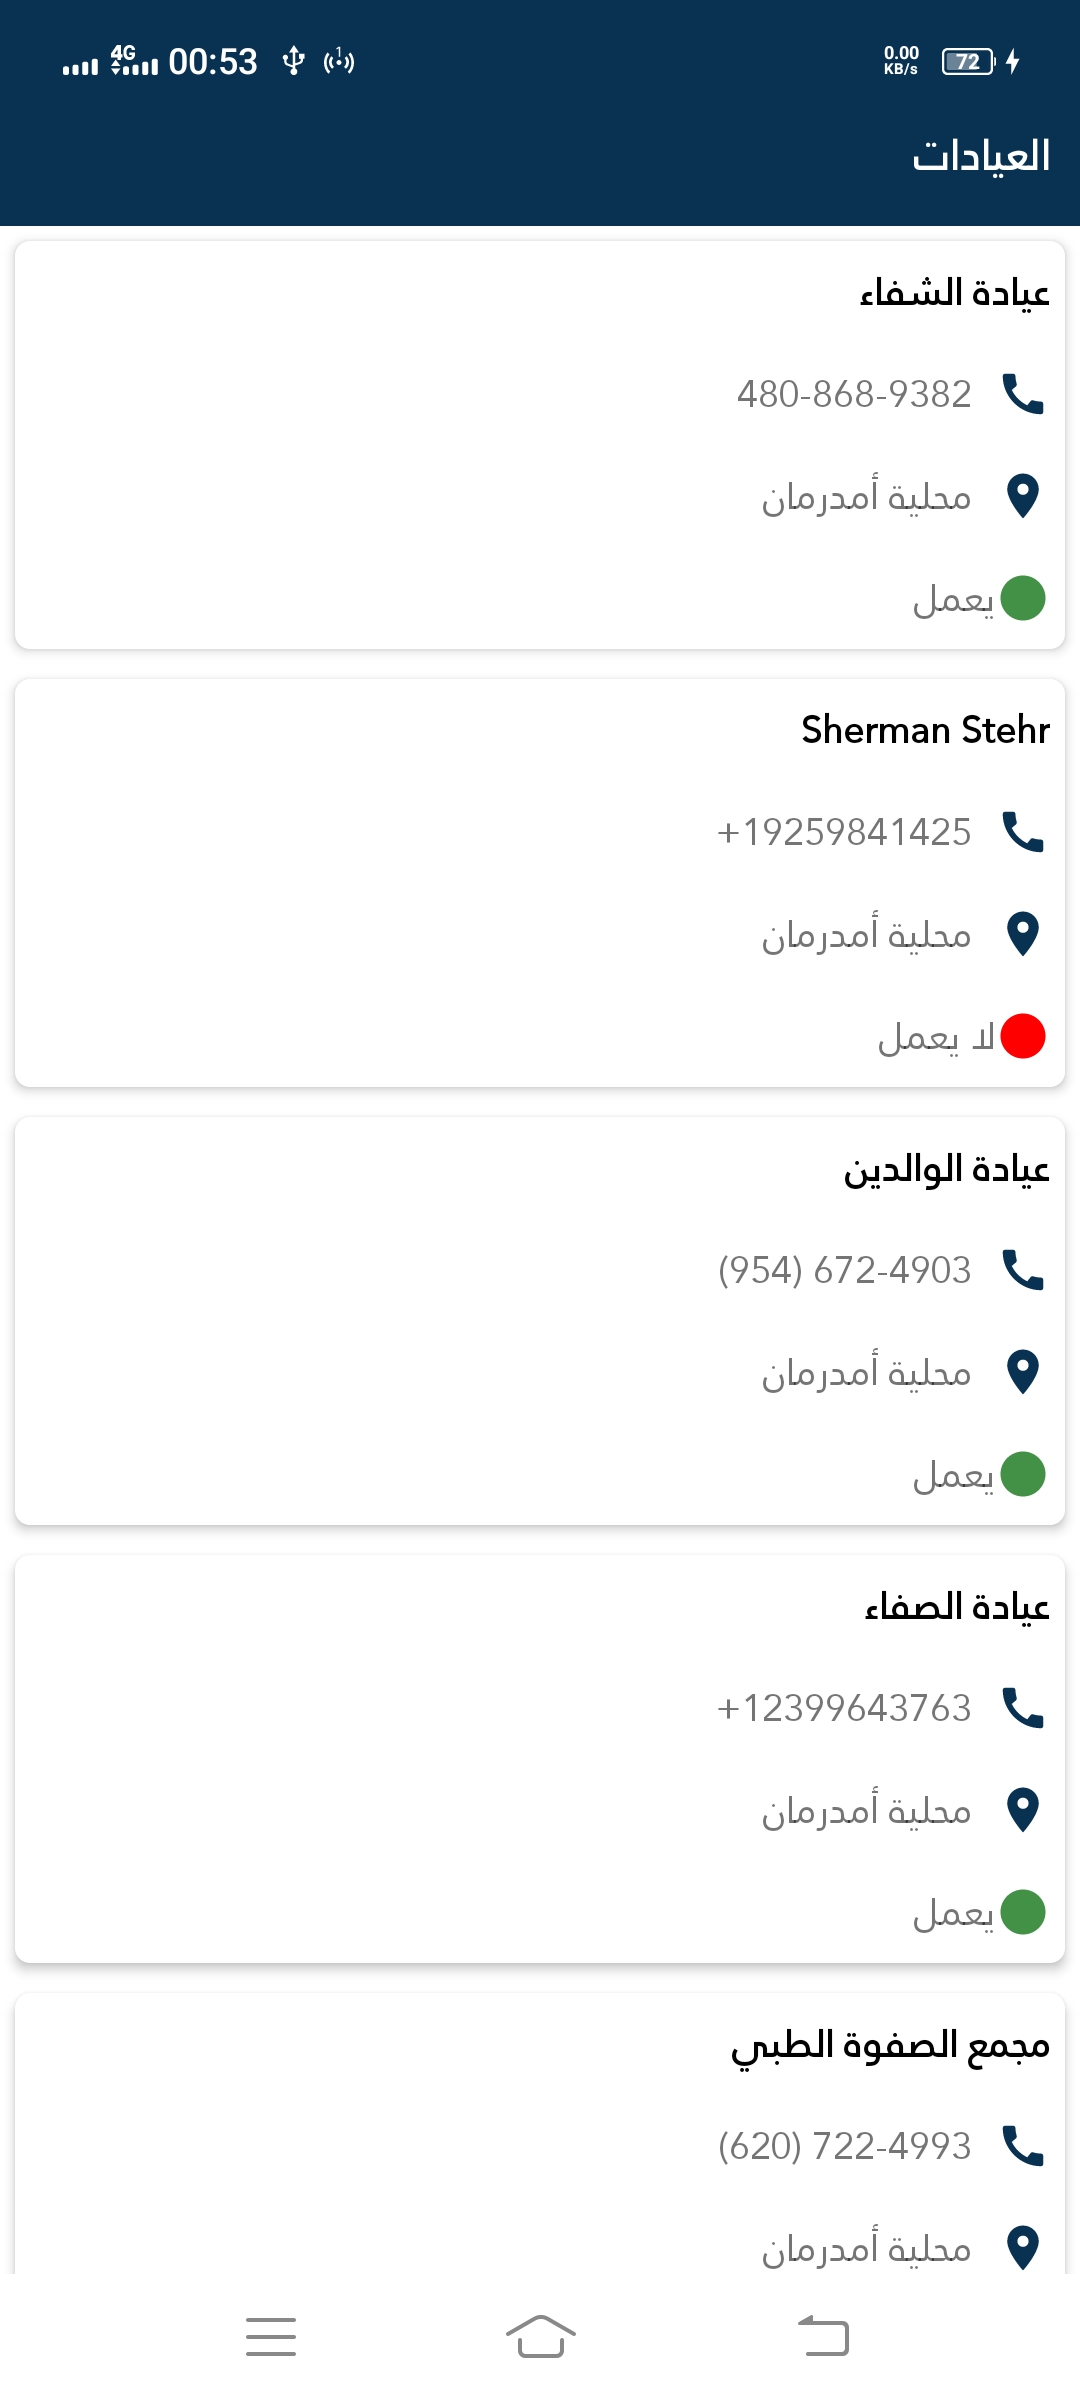 4G 00:53 1 0.00 KB/s 72
العيادات
عيادة الشفاء
480-868-9382
محلية أمدرمان
يعمل
Sherman Stehr
+19259841425
محلية أمدرمان
لا يعمل
عيادة الوالدين
(954) 672-4903
محلية أمدرمان
يعمل
عيادة الصفاء
+12399643763
محلية أمدرمان
يعمل
مجمع الصفوة الطبي
(620) 722-4993
محلية أمدرمان